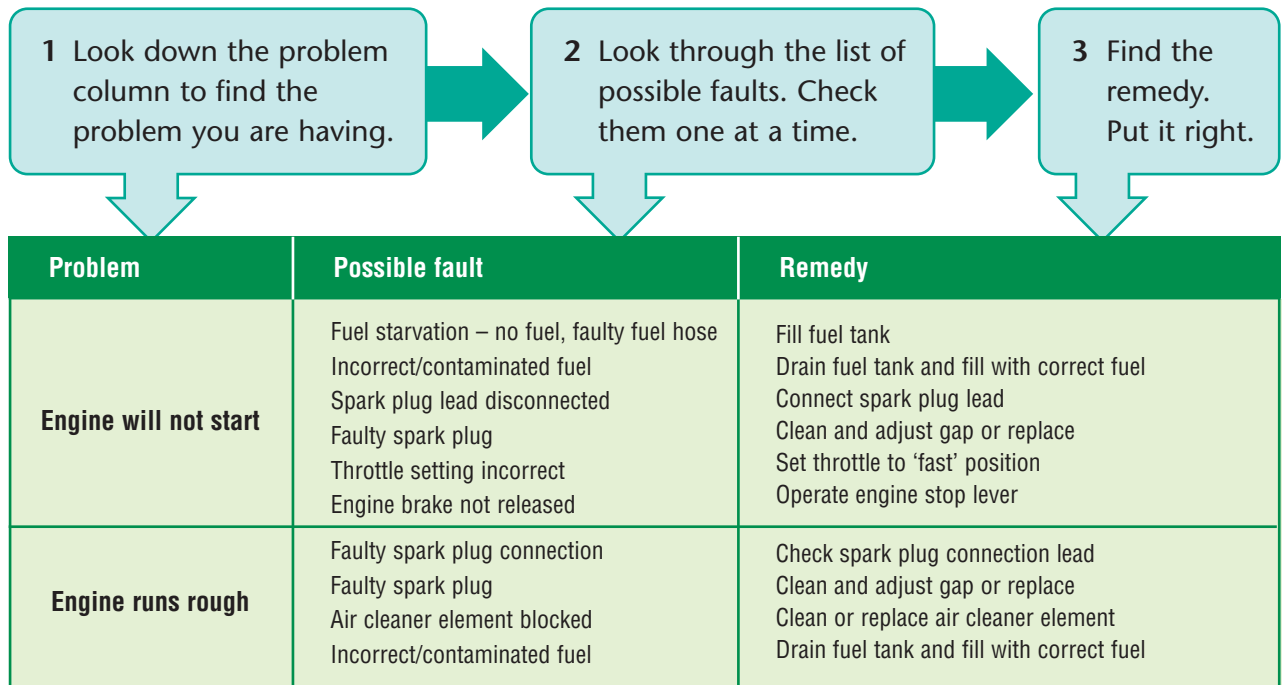 1 Look down the problem
column to find the
problem you are having.
2 Look through the list of
possible faults. Check
them one at a time.
3 Find the
remedy.
Put it right.
Problem
Possible fault
Remedy
Engine will not start
Fuel starvation – no fuel, faulty fuel hose
Incorrect/contaminated fuel
Spark plug lead disconnected
Faulty spark plug
Throttle setting incorrect
Engine brake not released
Fill fuel tank
Drain fuel tank and fill with correct fuel
Connect spark plug lead
Clean and adjust gap or replace
Set throttle to ‘fast’ position
Operate engine stop lever
Engine runs rough
Faulty spark plug connection
Faulty spark plug
Air cleaner element blocked
Incorrect/contaminated fuel
Check spark plug connection lead
Clean and adjust gap or replace
Clean or replace air cleaner element
Drain fuel tank and fill with correct fuel